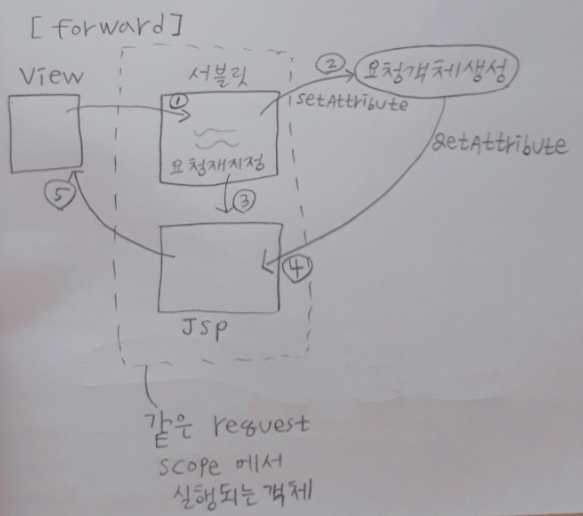 [forward]
View
서블릿
①
② 요청객체생성
setAttribute
getAttribute
요청재지정
③
④
⑤
JSP
같은 request
scope 에서
실행되는 객체